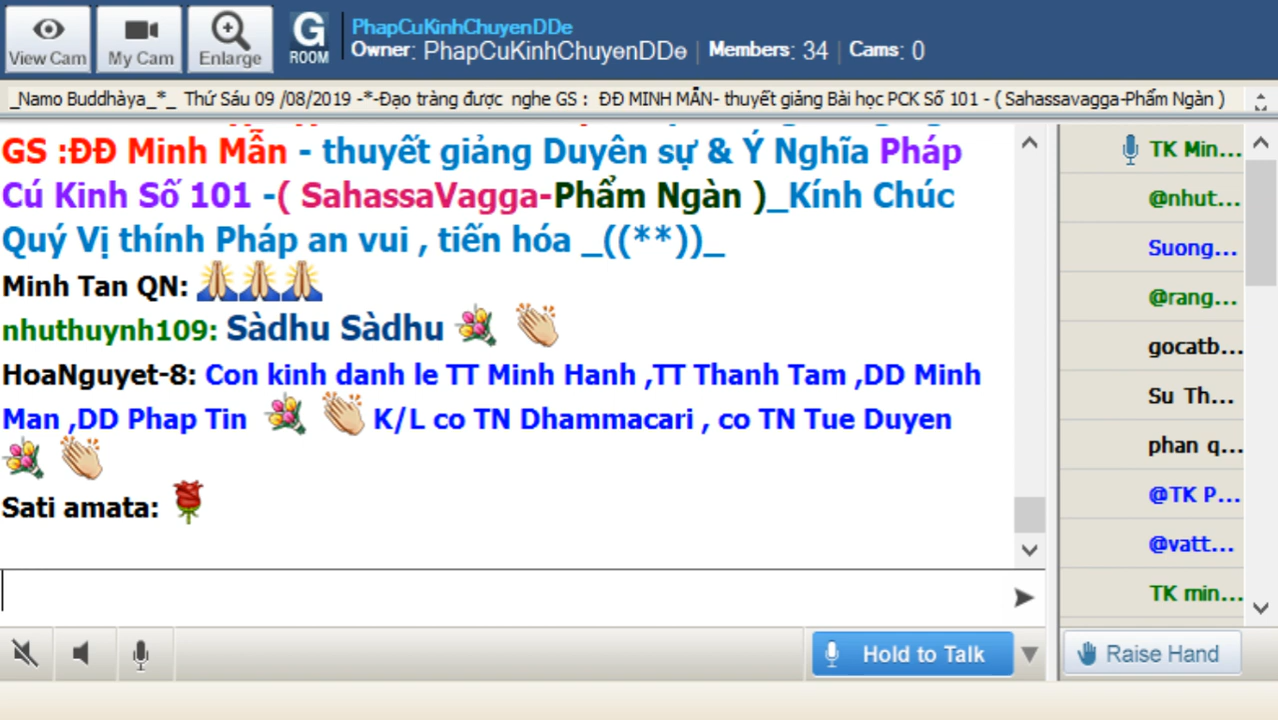 PhapCuKinhChuyenDDe
View Cam
My Cam
Enlarge
G ROOM
Owner: PhapCuKinhChuyenDDe | Members: 34 | Cams: 0
_Namo Buddhàya_*_ Thứ Sáu 09 /08/2019 -*-Đạo tràng được nghe GS : ĐĐ MINH MẪN- thuyết giảng Bài học PCK Số 101 - ( Sahassavagga-Phẩm Ngàn )
GS :ĐĐ Minh Mẫn - thuyết giảng Duyên sự & Ý Nghĩa Pháp
Cú Kinh Số 101 -( SahassaVagga-Phẩm Ngàn )_Kính Chúc
Quý Vị thính Pháp an vui , tiến hóa _((**))_
Minh Tan QN:
nhuthuynh109: Sàdhu Sàdhu
HoaNguyet-8: Con kinh danh le TT Minh Hanh ,TT Thanh Tam ,DD Minh
Man ,DD Phap Tin K/L co TN Dhammacari , co TN Tue Duyen
Sati amata:
TK Min...
@nhut...
Suong...
@rang...
gocatb...
Su Th...
phan q...
@TK P...
@vatt...
TK min...
Hold to Talk
Raise Hand